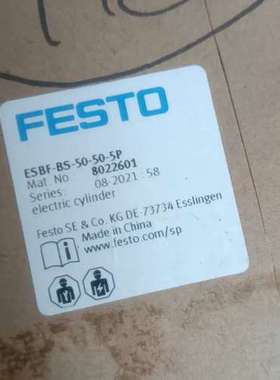 FESTO
ESBF-BS-50-50-5P
Mat. No. 8022601
Series: 08-2021 : 58
electric cylinder
Festo SE & Co. KG DE-73734 Esslingen
Made in China
www.festo.com/sp